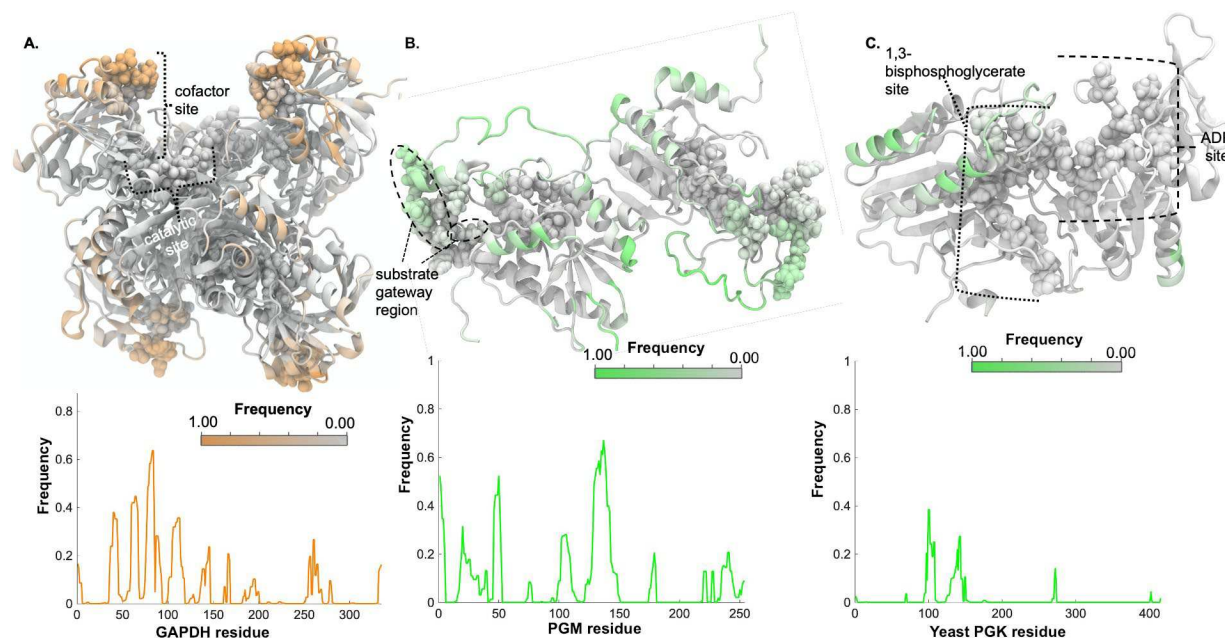 A.
cofactor
site
catalytic
site
B.
substrate
gateway
region
C.
1,3-
bisphosphoglycerate
site
site
Frequency
1.00
0.00
Frequency
0.8
0.6
0.4
0.2
0
0
50
100
150
200
250
300
GAPDH residue
Frequency
1.00
0.00
Frequency
1
0.8
0.6
0.4
0.2
0
0
50
100
150
200
250
PGM residue
Frequency
1.00
0.00
Frequency
1
0.8
0.6
0.4
0.2
0
100
200
300
400
Yeast PGK residue